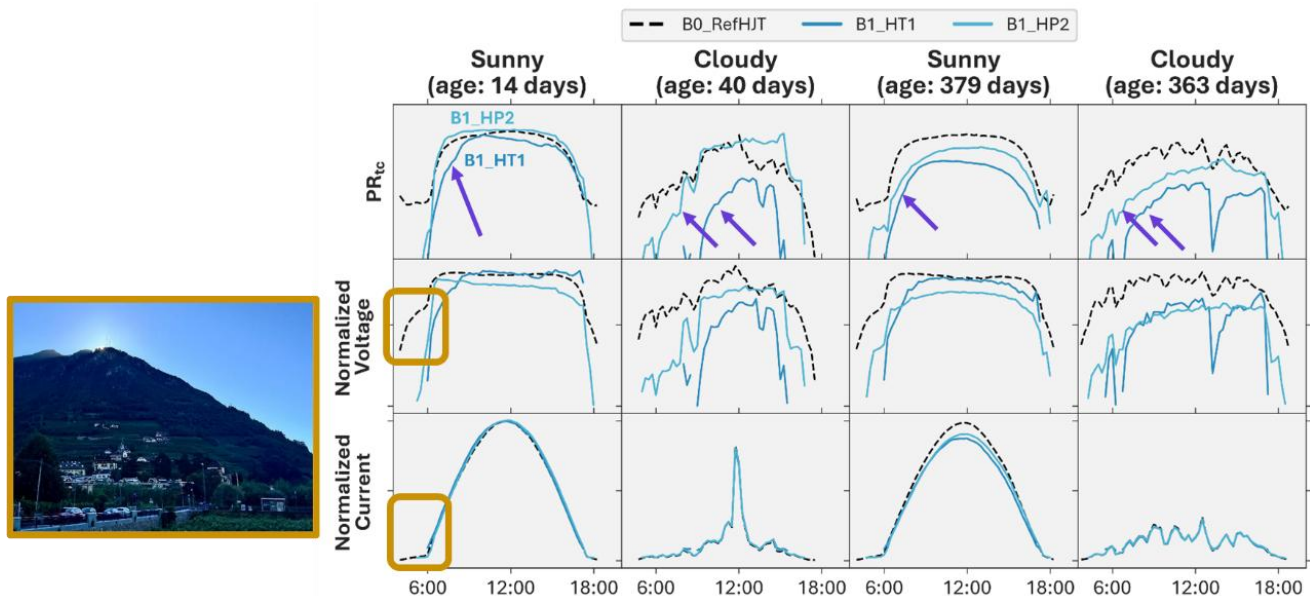 B0_RefHJT B1_HT1 B1_HP2
Sunny
(age: 14 days)
Cloudy
(age: 40 days)
Sunny
(age: 379 days)
Cloudy
(age: 363 days)
PRtc
B1_HP2
B1_HT1
Normalized
Voltage
Normalized
Current
6:00 12:00 18:00 6:00 12:00 18:00 6:00 12:00 18:00 6:00 12:00 18:00